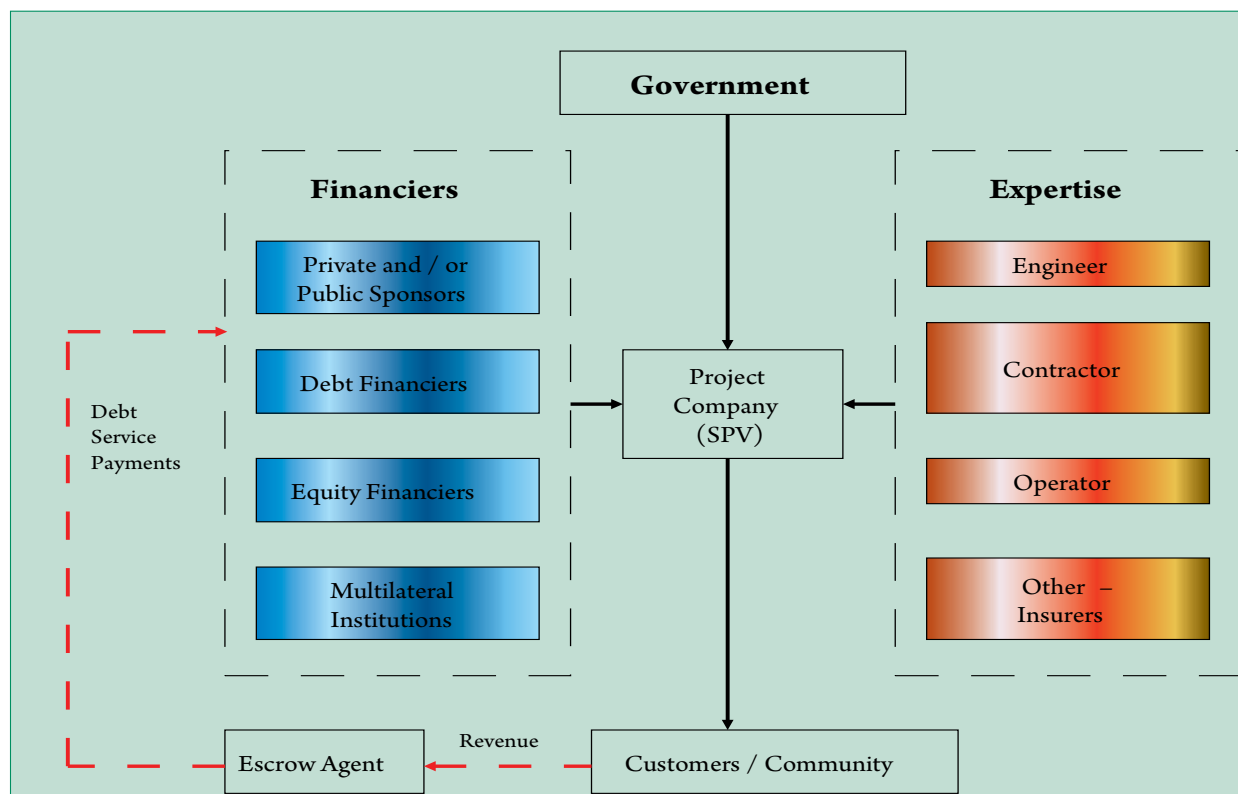 Government
Financiers
Private and / or
Public Sponsors
Debt Financiers
Equity Financiers
Multilateral
Institutions
Project
Company
(SPV)
Expertise
Engineer
Contractor
Operator
Other –
Insurers
Debt
Service
Payments
Escrow Agent
Revenue
Customers / Community